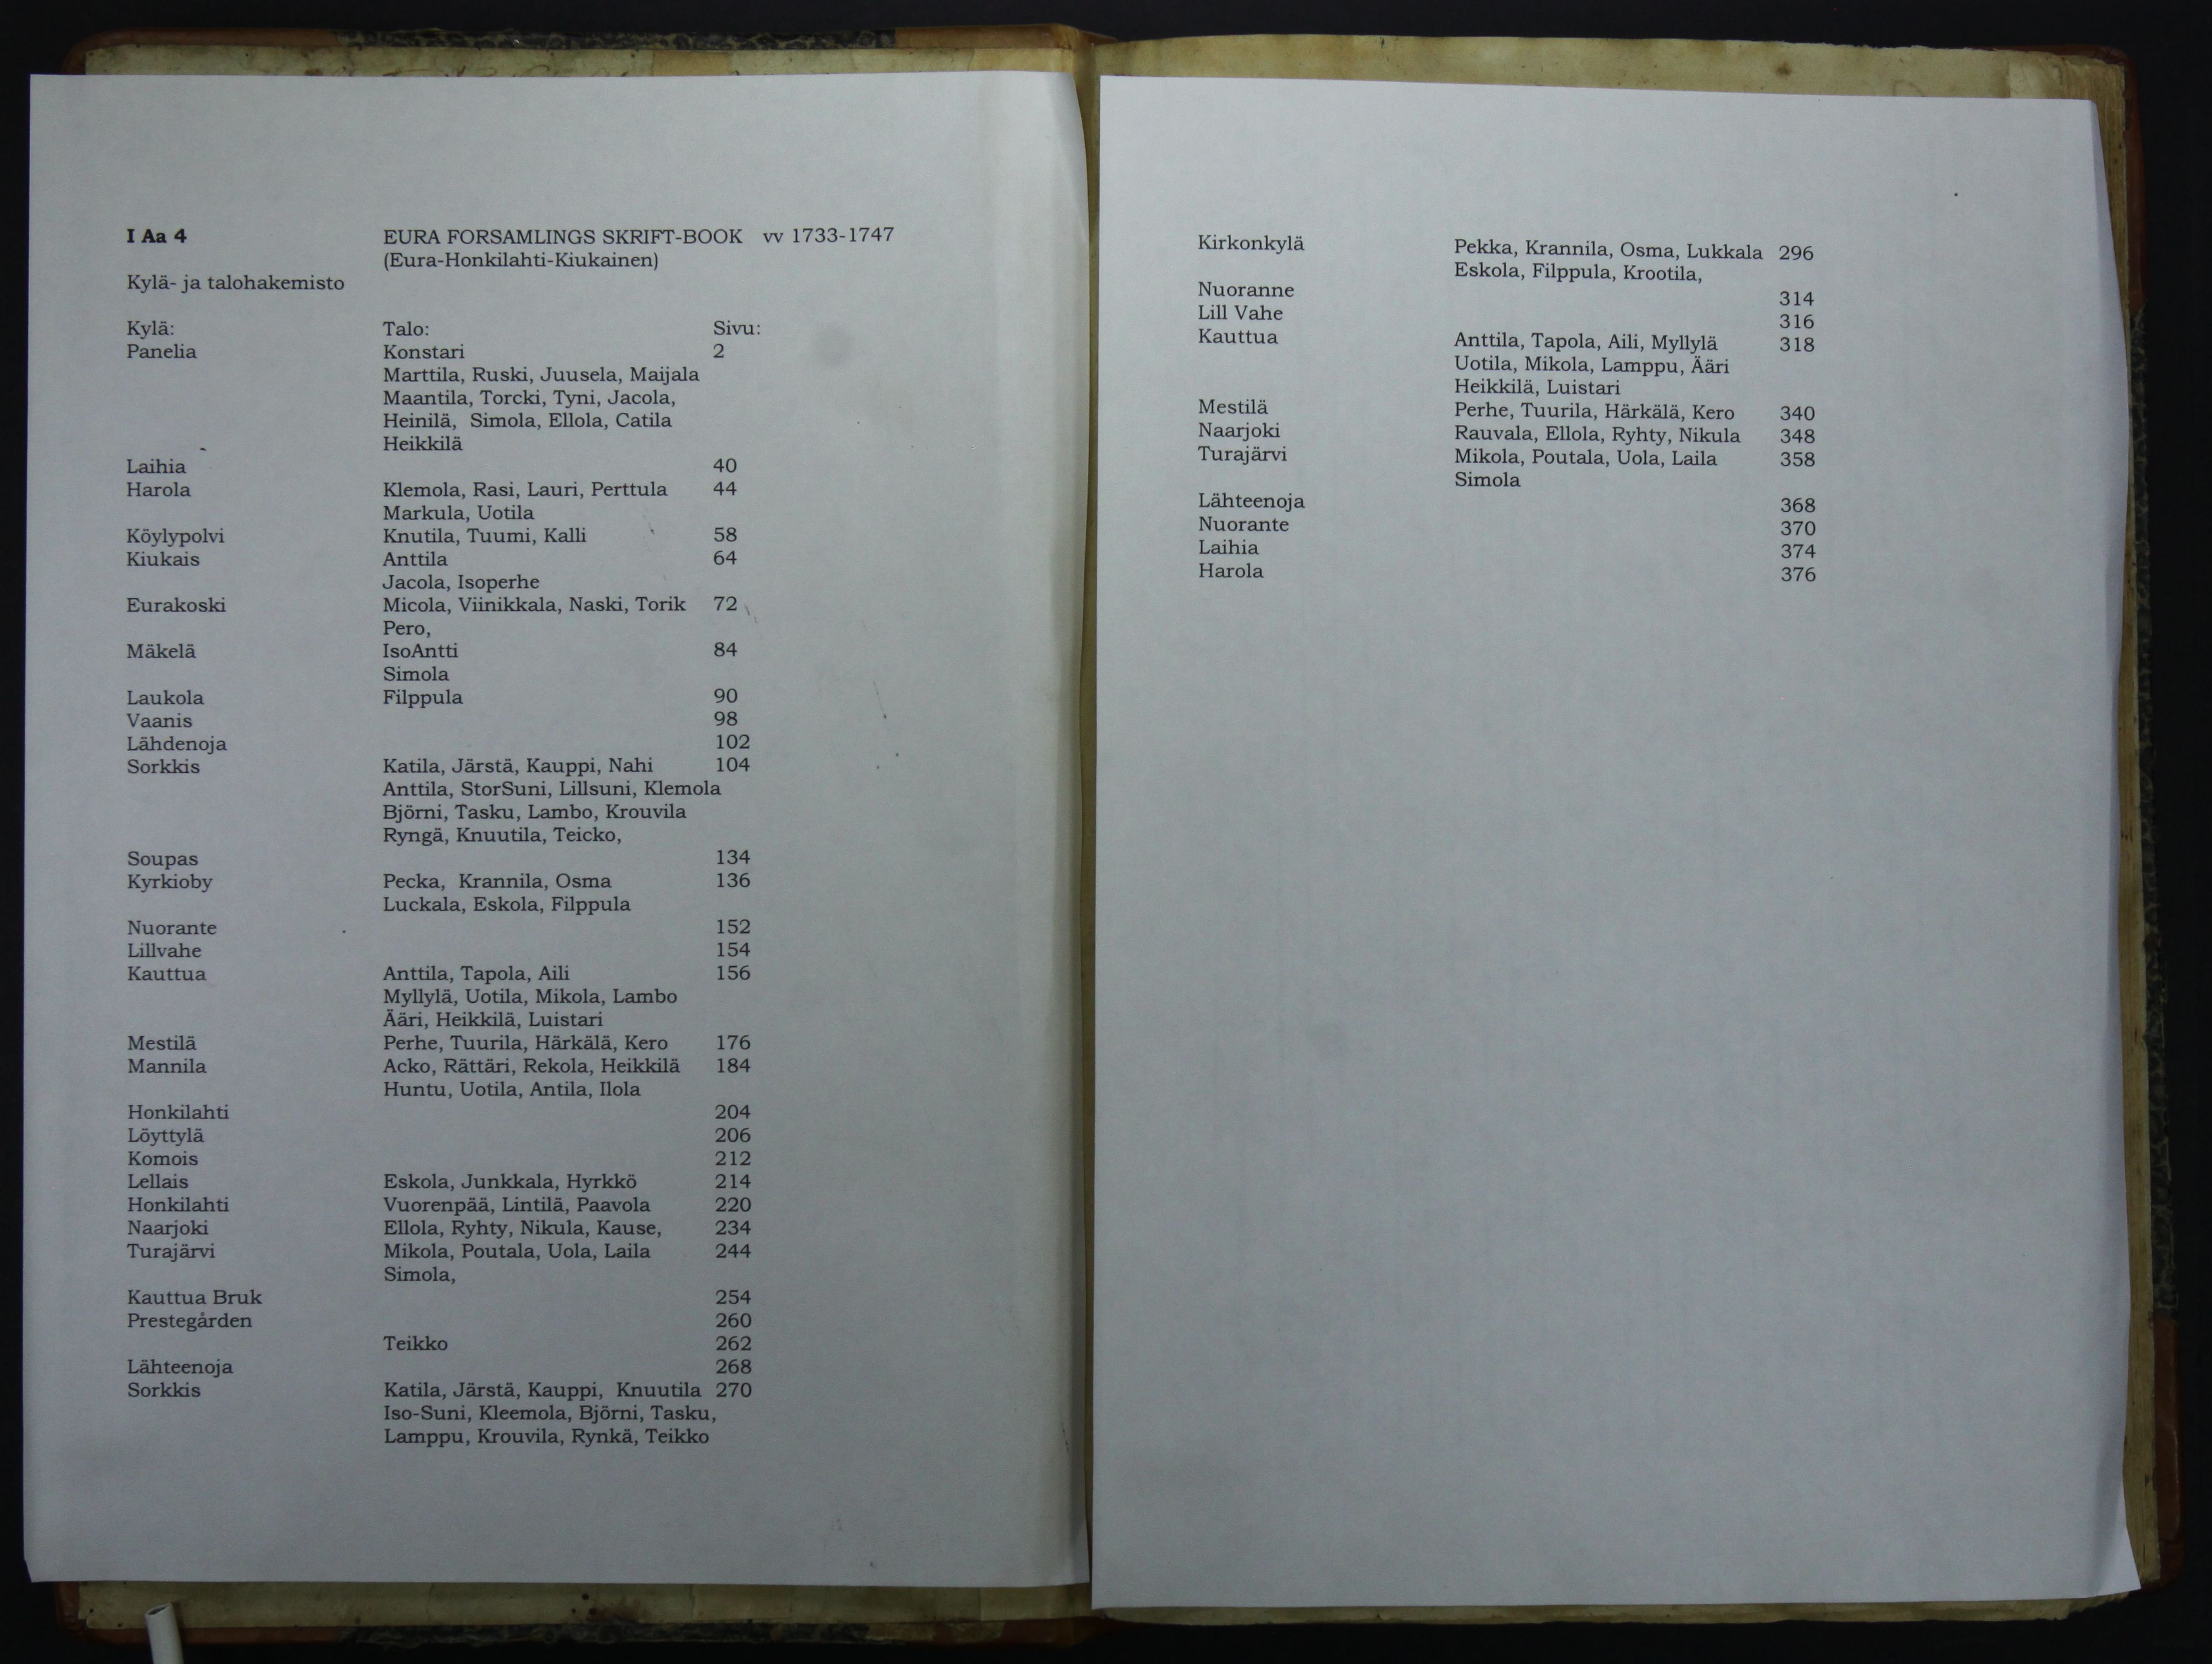 I Aa 4 EURA FORSAMLINGS SKRIFT-BOOK vv 1733-1747
(Eura-Honkilahti-Kiukainen)
Kylä- ja talohakemisto
Kylä: Talo: Sivu:
Panelia Konstari 2
Marttila, Ruski, Juusela, Maijala
Maantila, Torcki, Tyni, Jacola,
Heinilä, Simola, Ellola, Catila
Heikkilä
Laihia 40
Harola Klemola, Rasi, Lauri, Perttula 44
Markula, Uotila
Köylypolvi Knutila, Tuumi, Kalli 58
Kiukais Anttila 64
Jacola, Isoperhe
Eurakoski Micola, Viinikkala, Naski, Torik 72
Pero,
Mäkelä IsoAntti 84
Simola
Laukola Filppula 90
Vaanis 98
Lähdenoja 102
Sorkkis Katila, Järstä, Kauppi, Nahi 104
Anttila, StorSuni, Lillsuni, Klemola
Björni, Tasku, Lambo, Krouvila
Ryngä, Knuutila, Teicko,
Soupas 134
Kyrkioby Pecka, Krannila, Osma 136
Luckala, Eskola, Filppula
Nuorante 152
Lillvahe 154
Kauttua Anttila, Tapola, Aili 156
Myllylä, Uotila, Mikola, Lambo
Ääri, Heikkilä, Luistari
Mestilä Perhe, Tuurila, Härkälä, Kero 176
Mannila Acko, Rättäri, Rekola, Heikkilä 184
Huntu, Uotila, Antila, Ilola
Honkilahti 204
Löyttylä 206
Komois 212
Lellais Eskola, Junkkala, Hyrkkö 214
Honkilahti Vuorenpää, Lintilä, Paavola 220
Naarjoki Ellola, Ryhty, Nikula, Kause, 234
Turajärvi Mikola, Poutala, Uola, Laila 244
Simola,
Kauttua Bruk 254
Prestegården 260
Teikko 262
Lähteenoja 268
Sorkkis Katila, Järstä, Kauppi, Knuutila 270
Iso-Suni, Kleemola, Björni, Tasku,
Lamppu, Krouvila, Rynkä, Teikko
Kirkonkylä Pekka, Krannila, Osma, Lukkala 296
Eskola, Filppula, Krootila,
Nuoranne 314
Lill Vahe 316
Kauttua Anttila, Tapola, Aili, Myllylä 318
Uotila, Mikola, Lamppu, Ääri
Heikkilä, Luistari
Mestilä Perhe, Tuurila, Härkälä, Kero 340
Naarjoki Rauvala, Ellola, Ryhty, Nikula 348
Turajärvi Mikola, Poutala, Uola, Laila 358
Simola
Lähteenoja 368
Nuorante 370
Laihia 374
Harola 376